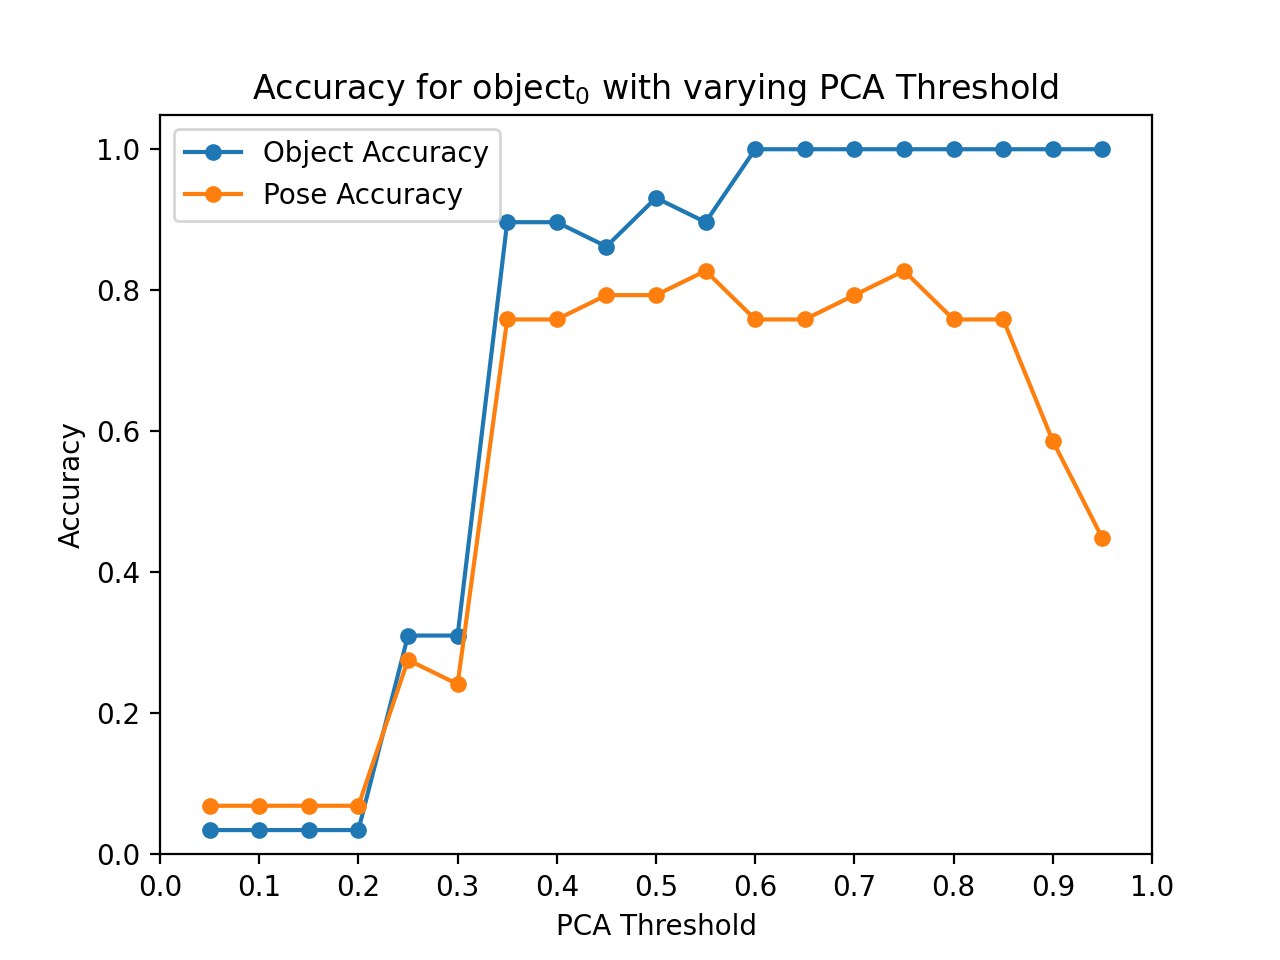 Accuracy for object₀ with varying PCA Threshold
Object Accuracy
Pose Accuracy
1.0
0.8
0.6
0.4
0.2
0.0
Accuracy
0.0 0.1 0.2 0.3 0.4 0.5 0.6 0.7 0.8 0.9 1.0
PCA Threshold